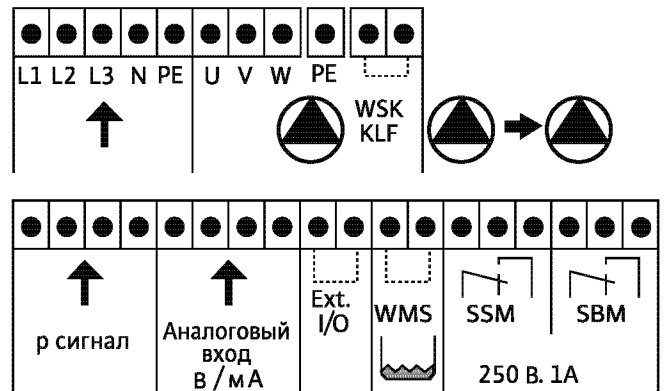 L1 L2 L3 N PE U V W PE
WSK
KLF
р сигнал
Аналоговый
вход
В / мА
Ext.
I/O
WMS
SSM
SBM
250 В. 1А